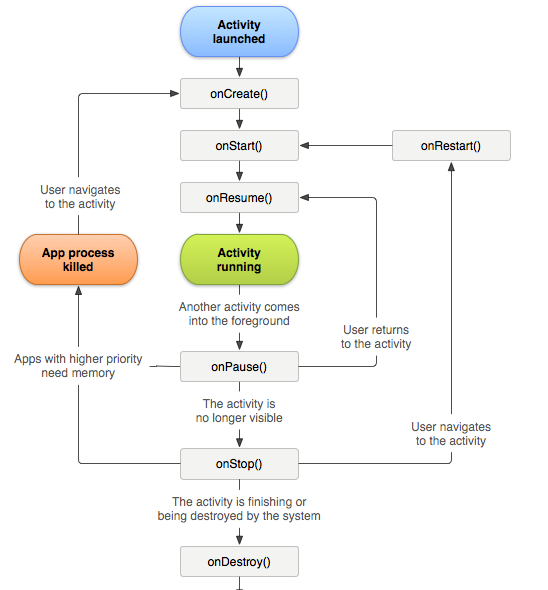 Activity
launched
onCreate()
onStart()
onRestart()
User navigates
to the activity
onResume()
App process
killed
Activity
running
Another activity comes
into the foreground
User returns
to the activity
Apps with higher priority
need memory
onPause()
The activity is
no longer visible
User navigates
to the activity
onStop()
The activity is finishing or
being destroyed by the system
onDestroy()